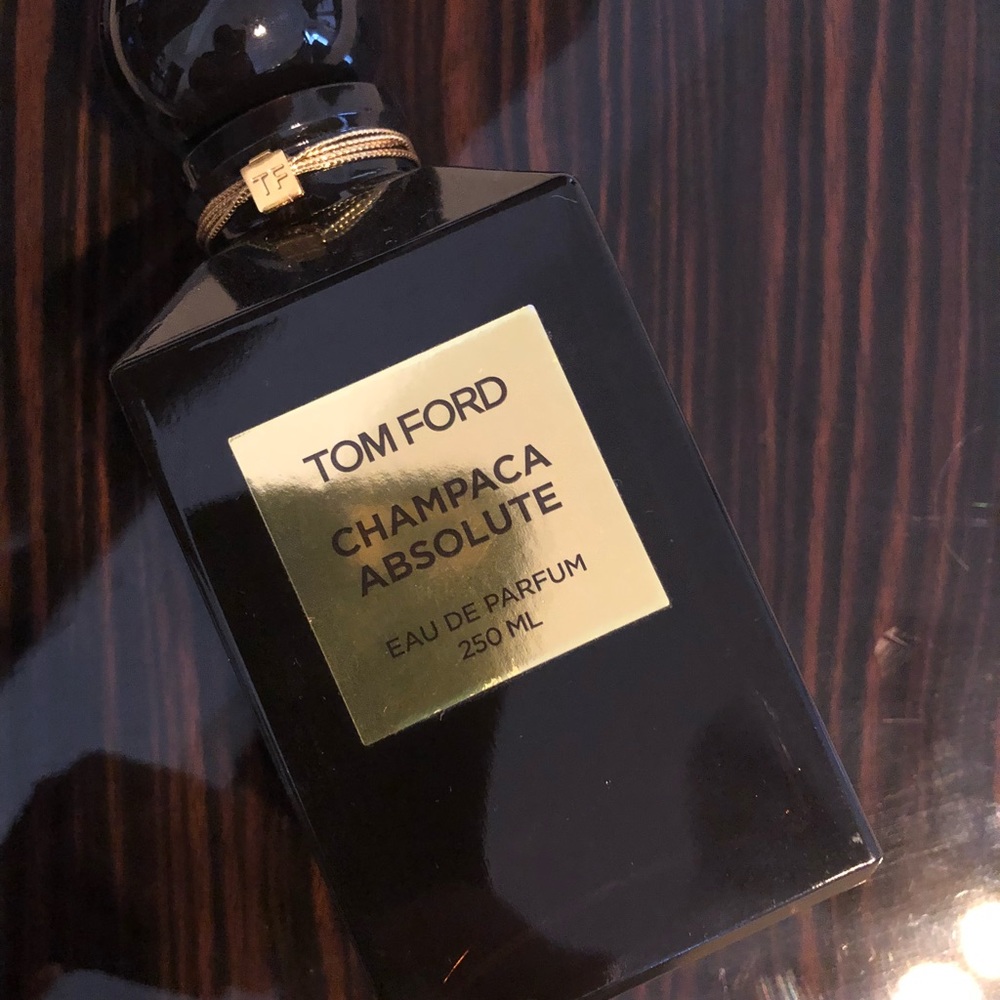 TF
TOM FORD
CHAMPACA
ABSOLUTE
EAU DE PARFUM
250 ML